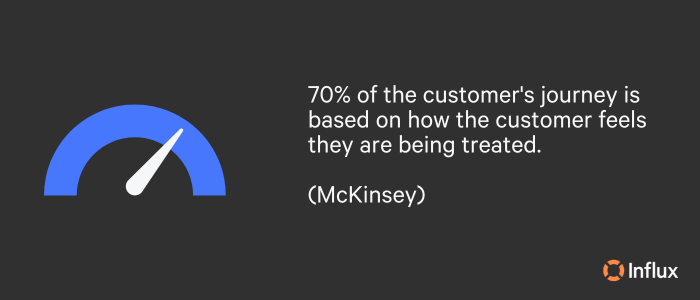 70% of the customer's journey is
based on how the customer feels
they are being treated.
(McKinsey)
Influx